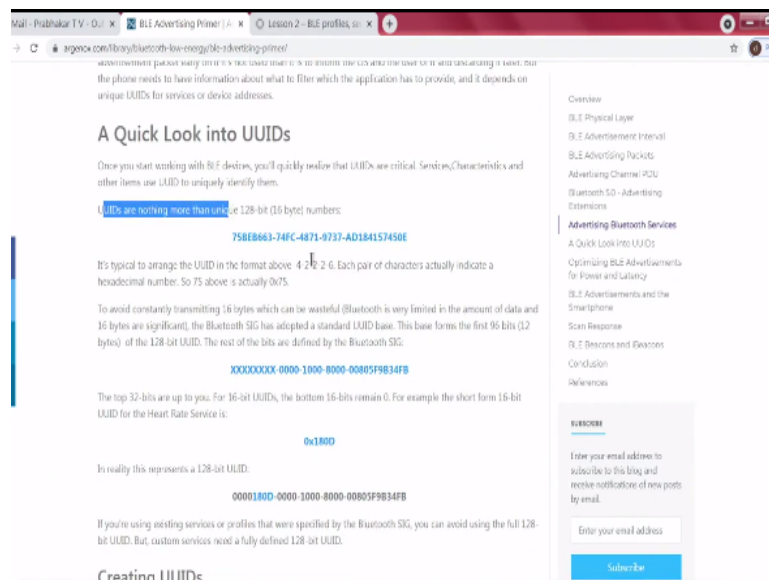 Mail - Prabhakar T V - Out
BLE Advertising Primer | A
Lesson 2 - BLE profiles, se
argenox.com/library/bluetooth-low-energy/ble-advertising-primer/
the phone needs to have information about what to filter which the application has to provide, and it depends on
unique UUIDs for services or device addresses.
A Quick Look into UUIDs
Once you start working with BLE devices, you'll quickly realize that UUIDs are critical. Services,Characteristics and
other items use UUID to uniquely identify them.
UUIDs are nothing more than unique 128-bit (16 byte) numbers:
75BEB663-74FC-4871-9737-AD184157450E
It's typical to arrange the UUID in the format above 4-2-2-2-6. Each pair of characters actually indicate a
hexadecimal number. So 75 above is actually 0x75.
To avoid constantly transmitting 16 bytes which can be wasteful (Bluetooth is very limited in the amount of data and
16 bytes are significant), the Bluetooth SIG has adopted a standard UUID base. This base forms the first 96 bits (12
bytes) of the 128-bit UUID. The rest of the bits are defined by the Bluetooth SIG:
XXXXXXXX-0000-1000-8000-00805F9B34FB
The top 32-bits are up to you. For 16-bit UUIDs, the bottom 16-bits remain 0. For example the short form 16-bit
UUID for the Heart Rate Service is:
0x180D
In reality this represents a 128-bit UUID:
0000180D-0000-1000-8000-00805F9B34FB
If you're using existing services or profiles that were specified by the Bluetooth SIG, you can avoid using the full 128-
bit UUID. But, custom services need a fully defined 128-bit UUID.
Creating UUIDs
Overview
BLE Physical Layer
BLE Advertisement Interval
BLE Advertising Packets
Advertising Channel PDU
Bluetooth 5.0 - Advertising
Extensions
Advertising Bluetooth Services
A Quick Look into UUIDs
Optimizing BLE Advertisements
for Power and Latency
BLE Advertisements and the
Smartphone
Scan Response
BLE Beacons and iBeacons
Conclusion
References
SUBSCRIBE
Enter your email address to
subscribe to this blog and
receive notifications of new posts
by email.
Enter your email address
Subscribe